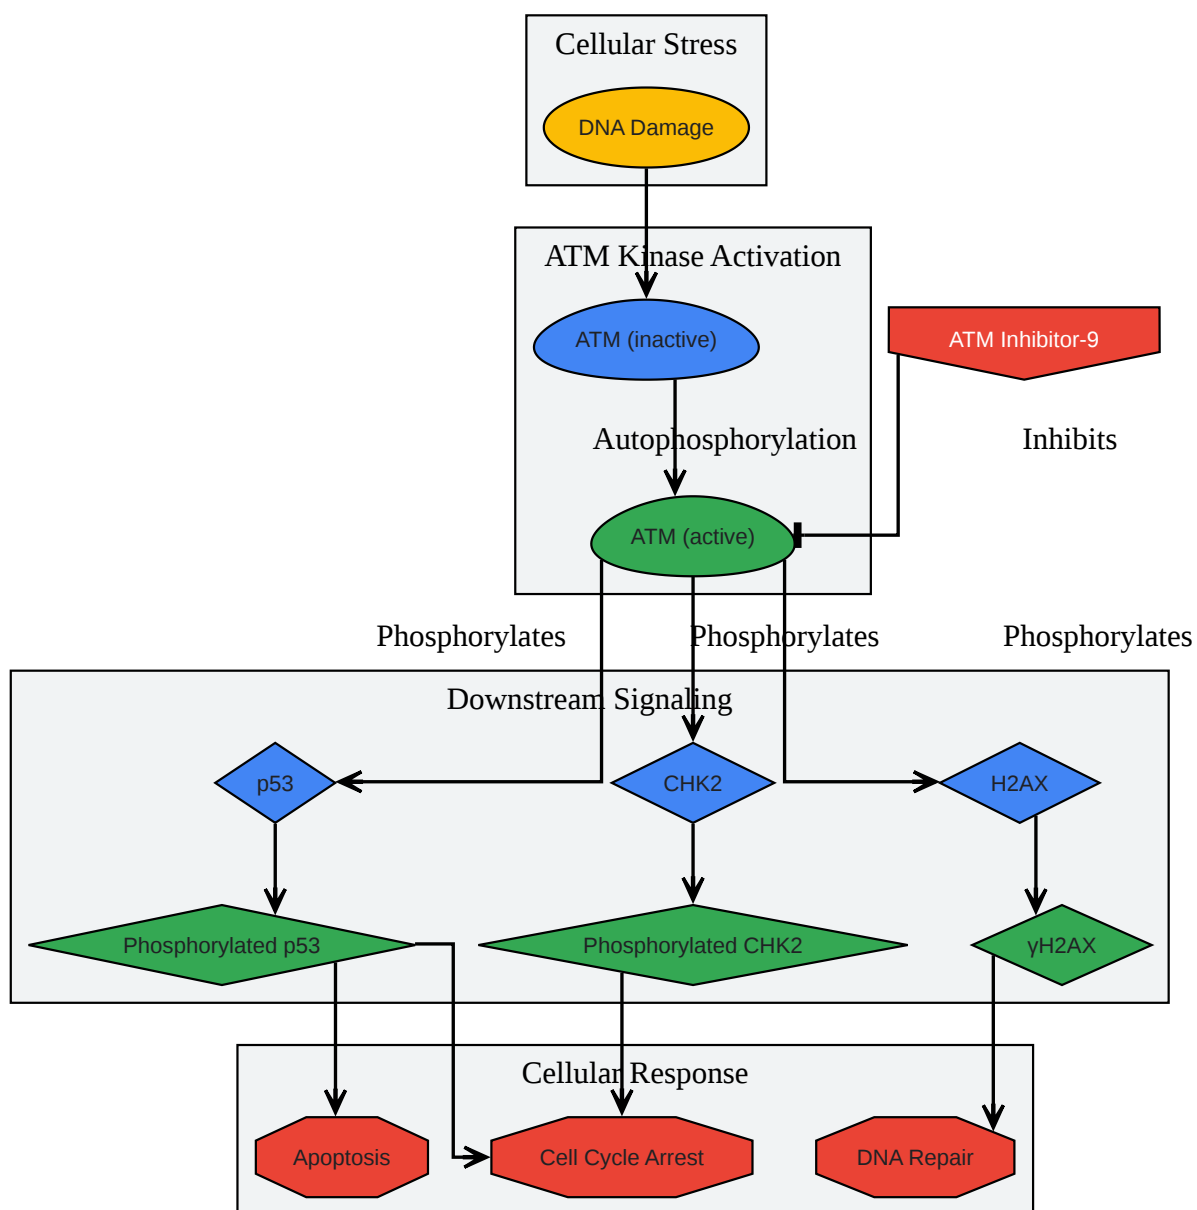 Cellular Stress
DNA Damage
ATM Kinase Activation
ATM (inactive)
ATM Inhibitor-9
Autophosphorylation
Inhibits
ATM (active)
Phosphorylates
Phosphorylates
Phosphorylates
Downstream Signaling
p53
CHK2
H2AX
Phosphorylated p53
Phosphorylated CHK2
γH2AX
Cellular Response
Apoptosis
Cell Cycle Arrest
DNA Repair